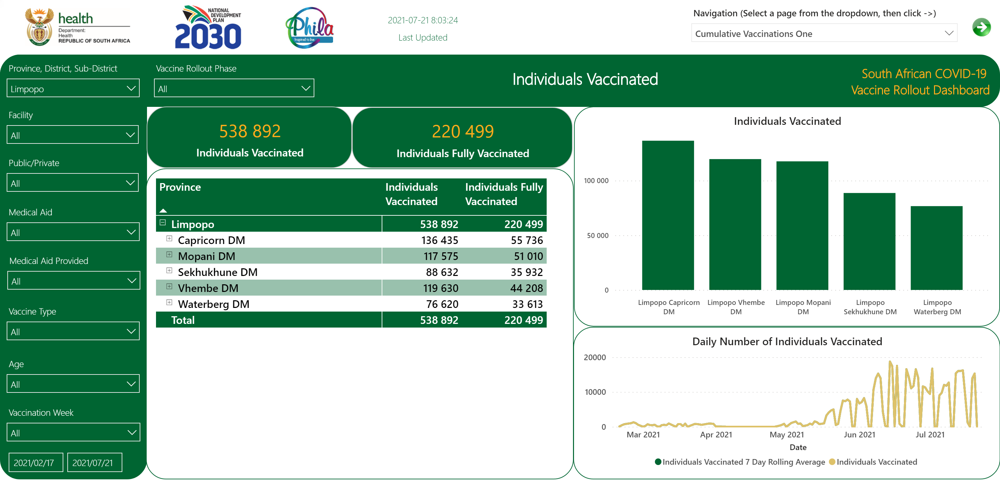 health
Department:
Health
REPUBLIC OF SOUTH AFRICA
NATIONAL
DEVELOPMENT
PLAN
2030
Phila
Inspired to live
2021-07-21 8:03:24
Last Updated
Navigation (Select a page from the dropdown, then click ->)
Cumulative Vaccinations One
Province, District, Sub-District
Limpopo
Vaccine Rollout Phase
All
Individuals Vaccinated
South African COVID-19
Vaccine Rollout Dashboard
Facility
All
Public/Private
All
Medical Aid
All
Medical Aid Provided
All
Vaccine Type
All
Age
All
Vaccination Week
All
2021/02/17 2021/07/21
538 892
Individuals Vaccinated
220 499
Individuals Fully Vaccinated
Province Individuals Vaccinated Individuals Fully Vaccinated
Limpopo 538 892 220 499
Capricorn DM 136 435 55 736
Mopani DM 117 575 51 010
Sekhukhune DM 88 632 35 932
Vhembe DM 119 630 44 208
Waterberg DM 76 620 33 613
Total 538 892 220 499
Individuals Vaccinated
100 000
50 000
0
Limpopo Capricorn DM
Limpopo Vhembe DM
Limpopo Mopani DM
Limpopo Sekhukhune DM
Limpopo Waterberg DM
Daily Number of Individuals Vaccinated
20000
10000
0
Mar 2021 Apr 2021 May 2021 Jun 2021 Jul 2021
Date
Individuals Vaccinated 7 Day Rolling Average Individuals Vaccinated